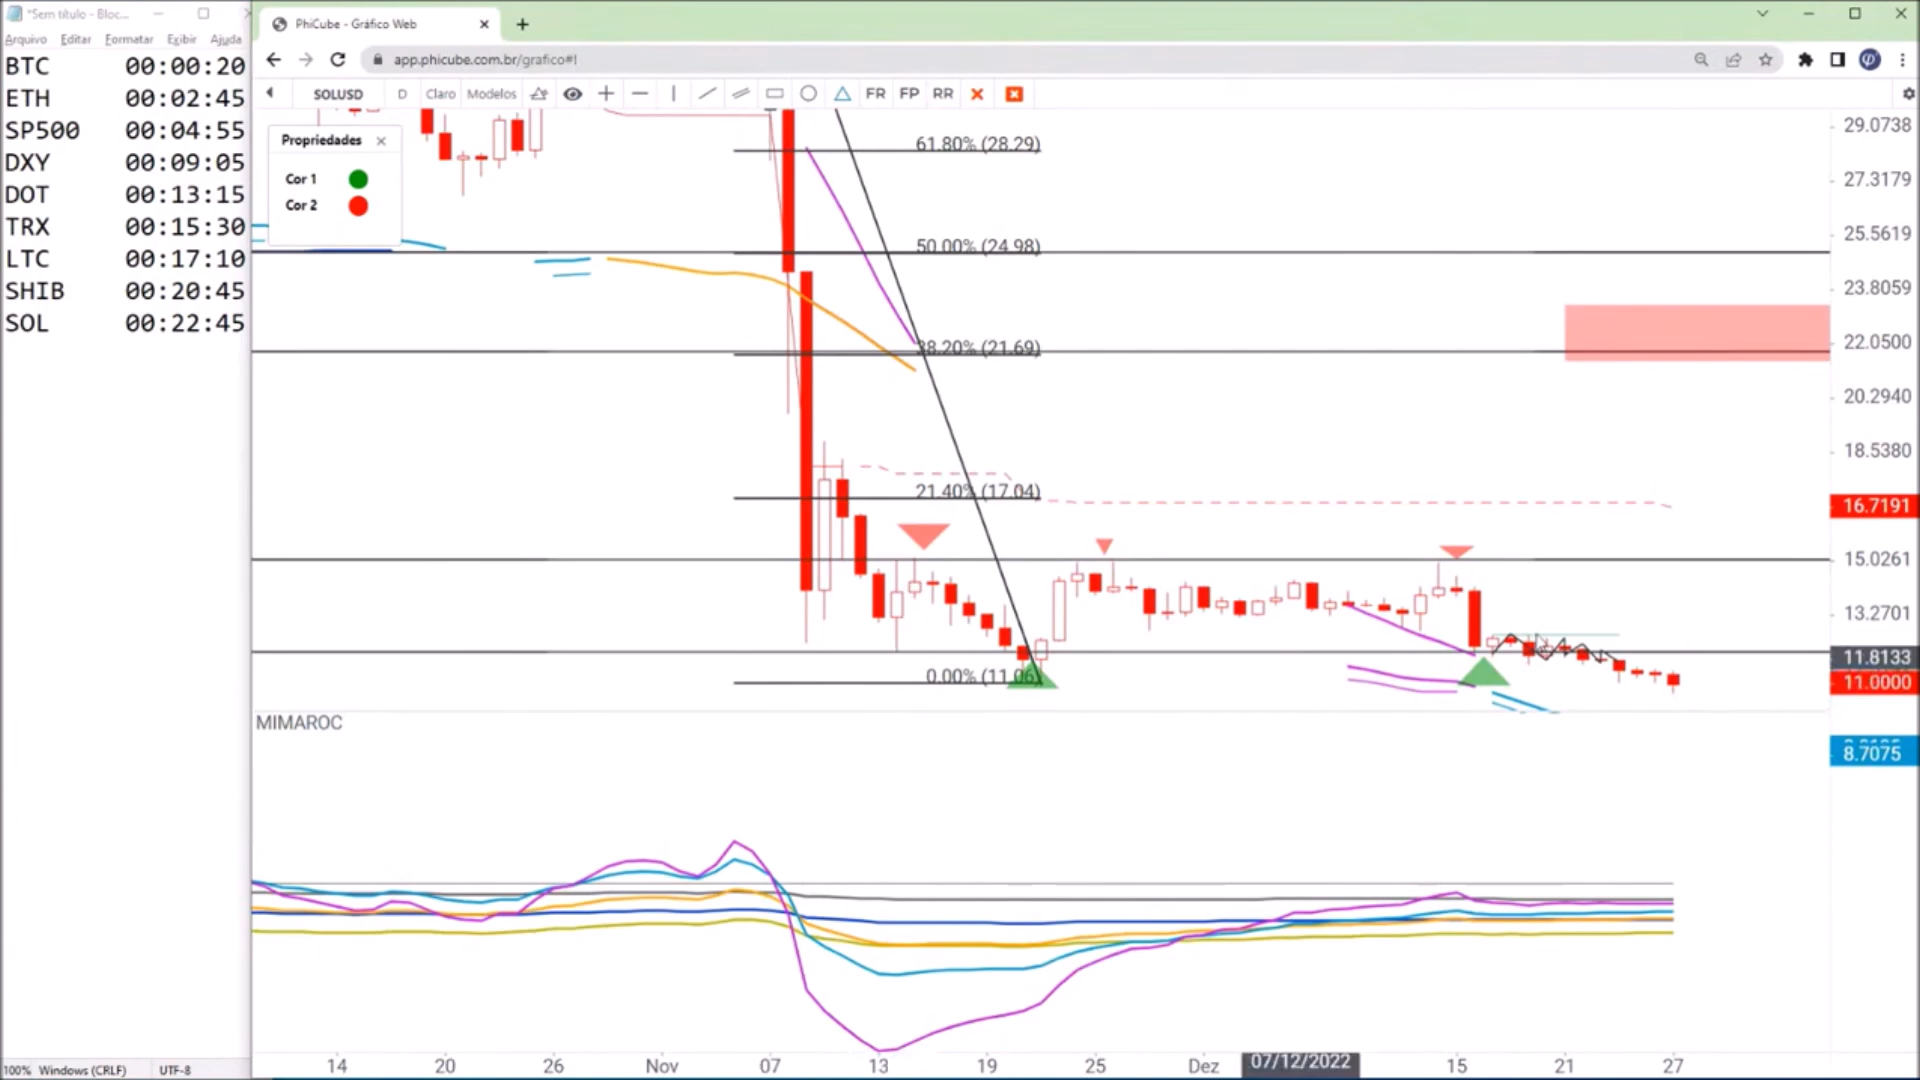 *Sem título - Bloc...
Arquivo Editar Formatar Exibir Ajuda
BTC 00:00:20
ETH 00:02:45
SP500 00:04:55
DXY 00:09:05
DOT 00:13:15
TRX 00:15:30
LTC 00:17:10
SHIB 00:20:45
SOL 00:22:45
100% Windows (CRLF) UTF-8
PhiCube - Gráfico Web
app.phicube.com.br/grafico#!
SOLUSD D Claro Modelos FR FP RR
Propriedades
Cor 1
Cor 2
61.80% (28.29)
50.00% (24.98)
38.20% (21.69)
21.40% (17.04)
0.00% (11.06)
29.0738
27.3179
25.5619
23.8059
22.0500
20.2940
18.5380
16.7191
15.0261
13.2701
11.8133
11.0000
8.7075
MIMAROC
14 20 26 Nov 07 13 19 25 Dez 07/12/2022 15 21 27